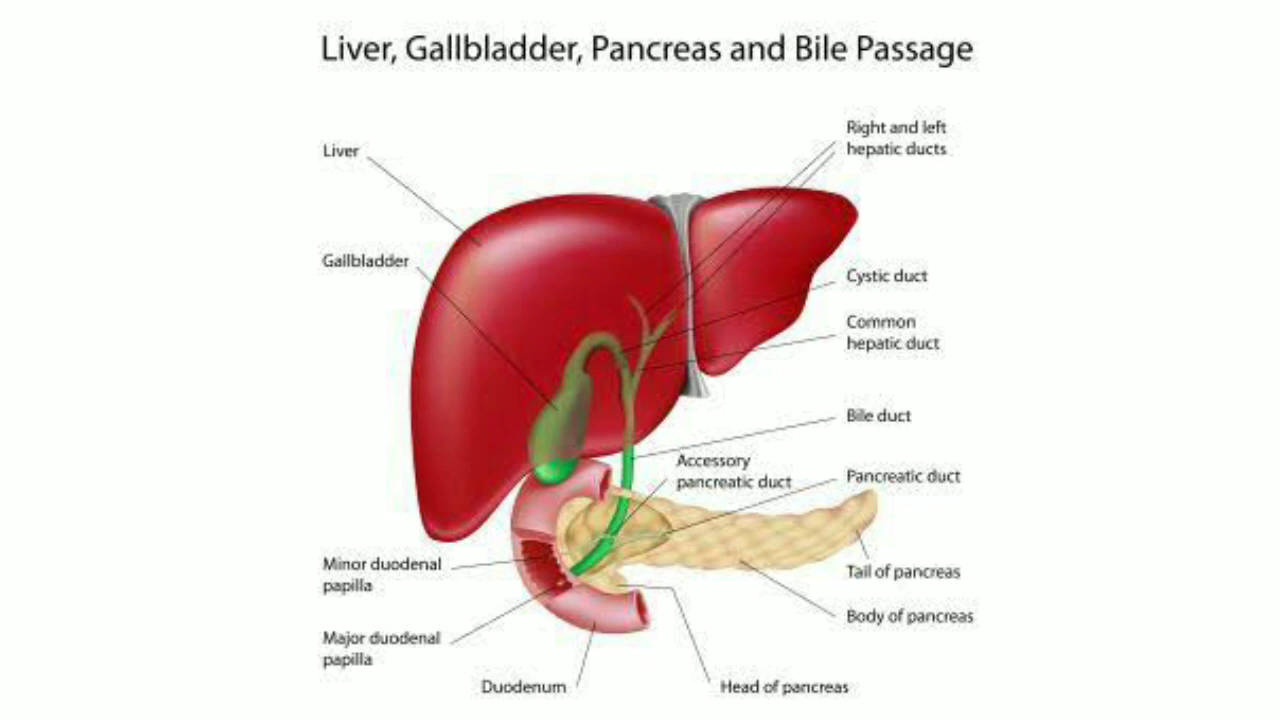 Liver, Gallbladder, Pancreas and Bile Passage
Right and left
hepatic ducts
Liver
Gallbladder
Cystic duct
Common
hepatic duct
Bile duct
Accessory
pancreatic duct
Pancreatic duct
Minor duodenal
papilla
Tail of pancreas
Body of pancreas
Major duodenal
papilla
Duodenum
Head of pancreas